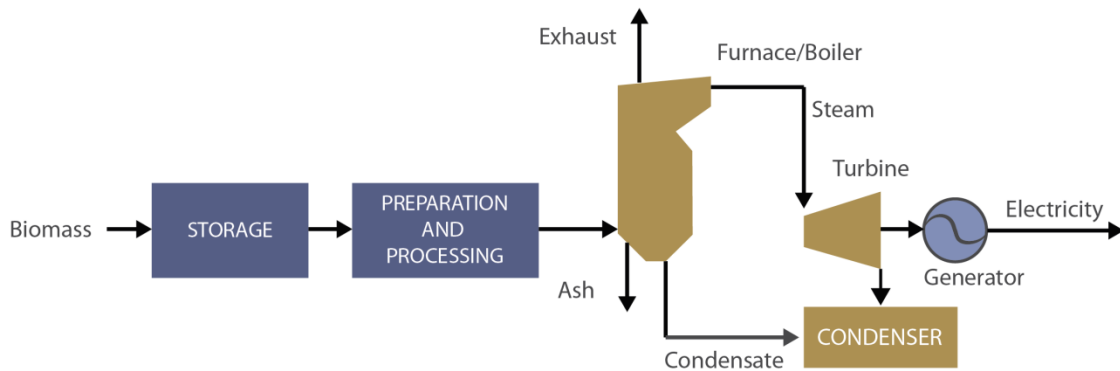 Exhaust
Furnace/Boiler
Steam
Turbine
Biomass
STORAGE
PREPARATION
AND
PROCESSING
Electricity
Generator
Ash
Condensate
CONDENSER